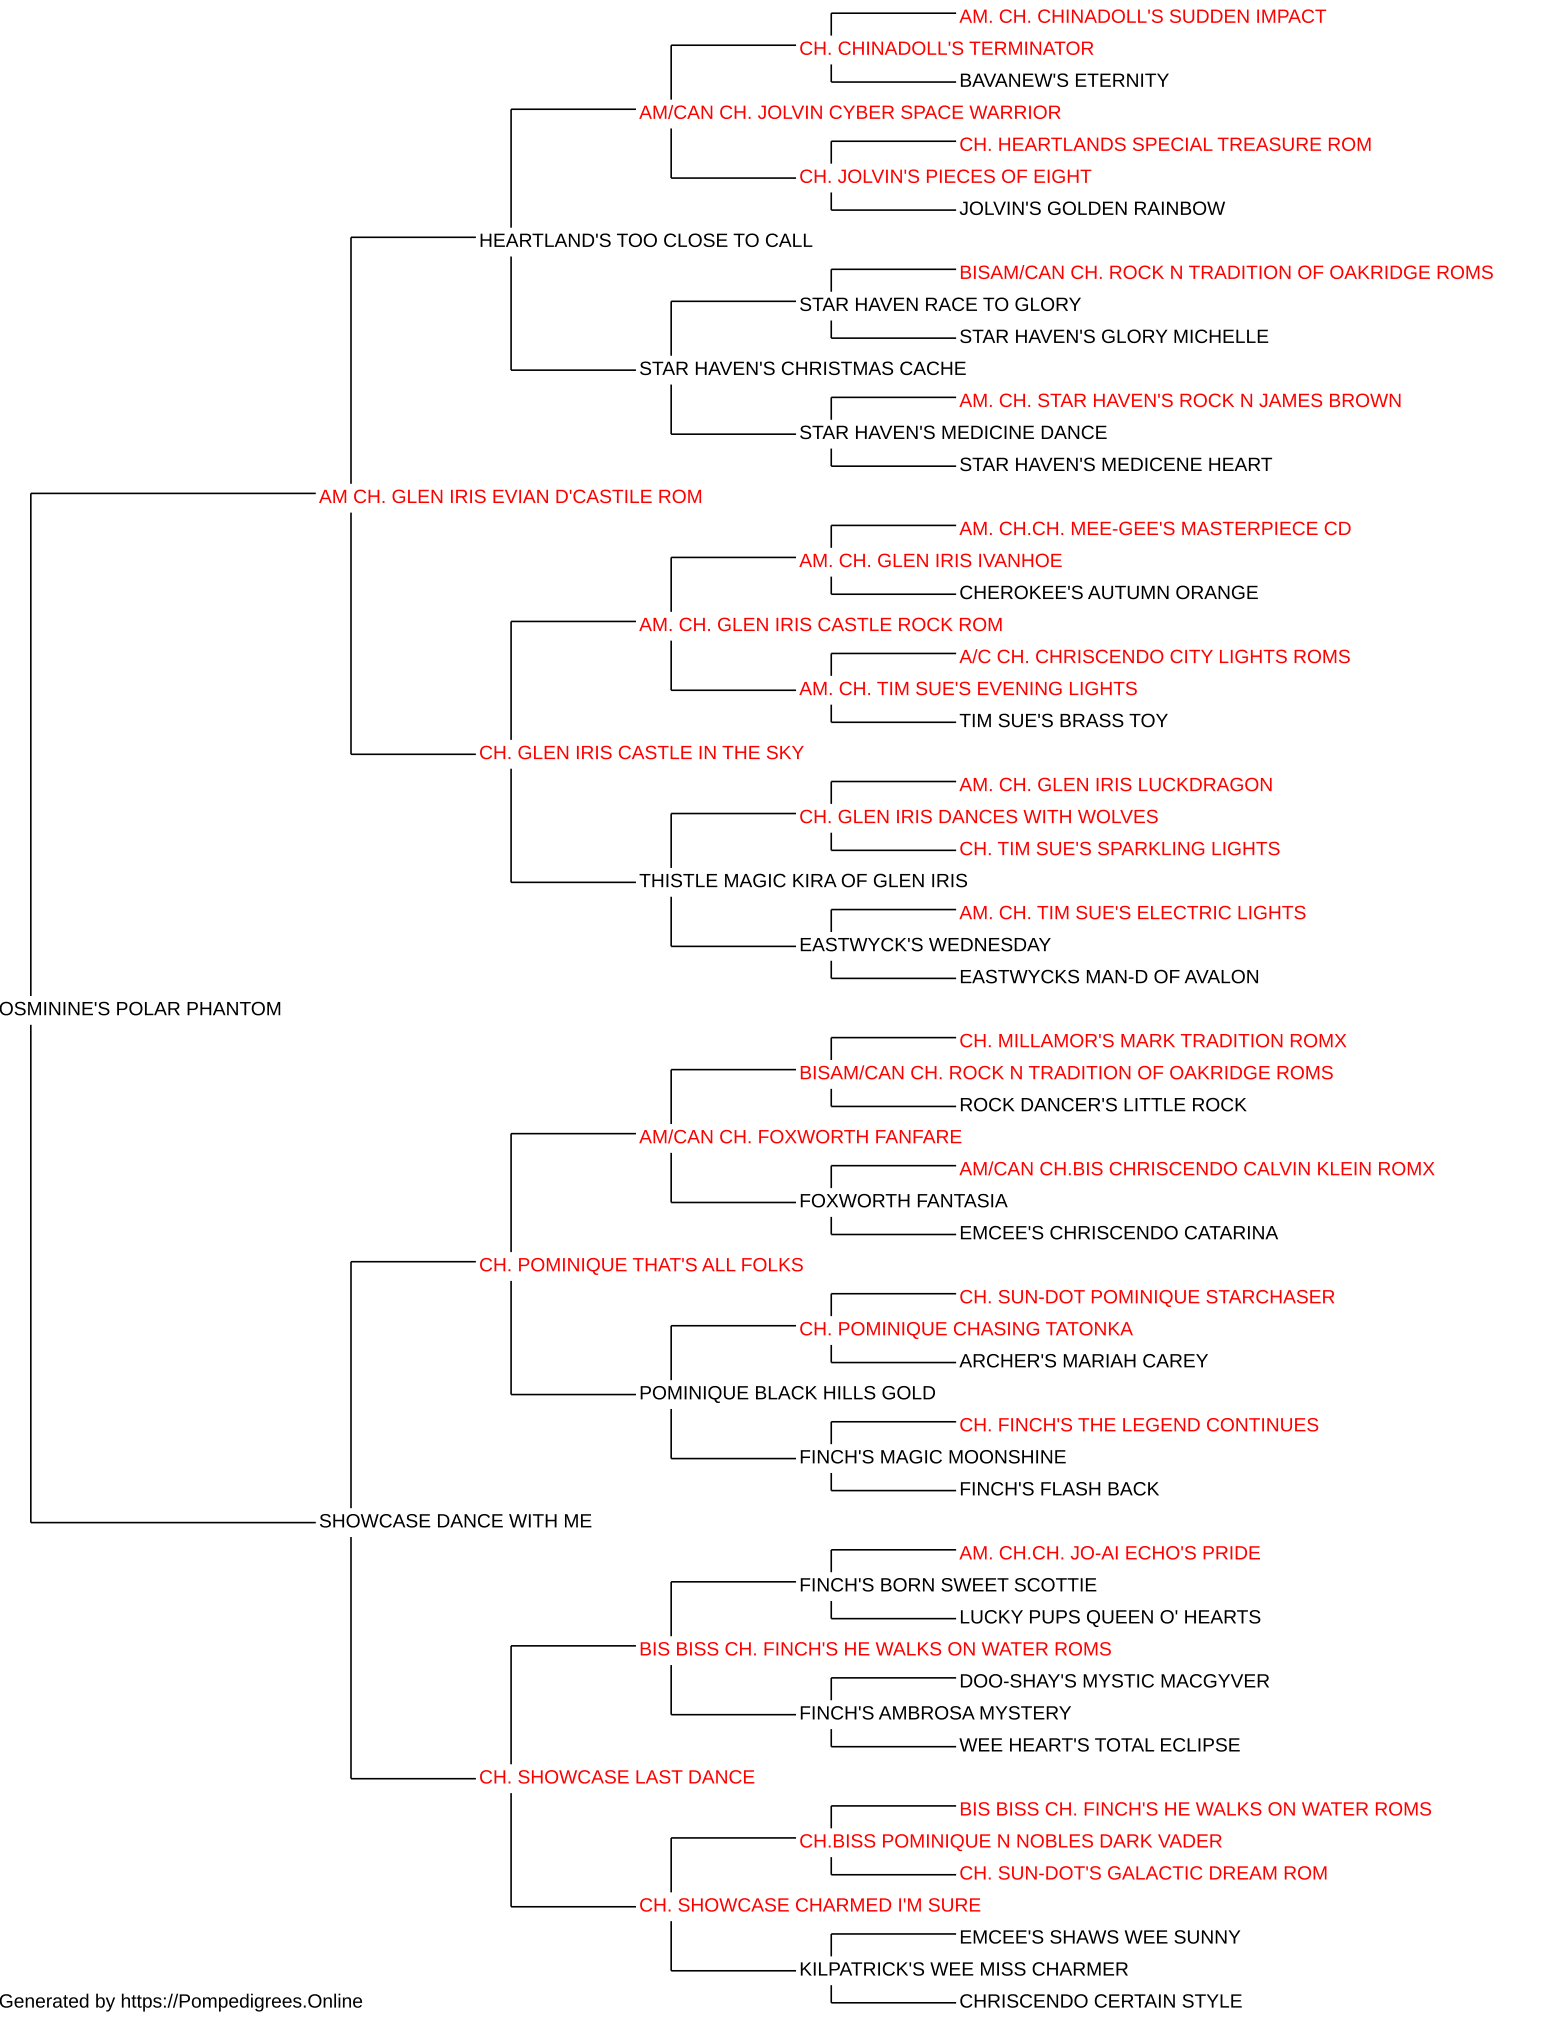 AM. CH. CHINADOLL'S SUDDEN IMPACT
CH. CHINADOLL'S TERMINATOR
BAVANEW'S ETERNITY
AM/CAN CH. JOLVIN CYBER SPACE WARRIOR
CH. HEARTLANDS SPECIAL TREASURE ROM
CH. JOLVIN'S PIECES OF EIGHT
JOLVIN'S GOLDEN RAINBOW
HEARTLAND'S TOO CLOSE TO CALL
BISAM/CAN CH. ROCK N TRADITION OF OAKRIDGE ROMS
STAR HAVEN RACE TO GLORY
STAR HAVEN'S GLORY MICHELLE
STAR HAVEN'S CHRISTMAS CACHE
AM. CH. STAR HAVEN'S ROCK N JAMES BROWN
STAR HAVEN'S MEDICINE DANCE
STAR HAVEN'S MEDICENE HEART
AM CH. GLEN IRIS EVIAN D'CASTILE ROM
AM. CH.CH. MEE-GEE'S MASTERPIECE CD
AM. CH. GLEN IRIS IVANHOE
CHEROKEE'S AUTUMN ORANGE
AM. CH. GLEN IRIS CASTLE ROCK ROM
A/C CH. CHRISCENDO CITY LIGHTS ROMS
AM. CH. TIM SUE'S EVENING LIGHTS
TIM SUE'S BRASS TOY
CH. GLEN IRIS CASTLE IN THE SKY
AM. CH. GLEN IRIS LUCKDRAGON
CH. GLEN IRIS DANCES WITH WOLVES
CH. TIM SUE'S SPARKLING LIGHTS
THISTLE MAGIC KIRA OF GLEN IRIS
AM. CH. TIM SUE'S ELECTRIC LIGHTS
EASTWYCK'S WEDNESDAY
EASTWYCKS MAN-D OF AVALON
OSMININE'S POLAR PHANTOM
CH. MILLAMOR'S MARK TRADITION ROMX
BISAM/CAN CH. ROCK N TRADITION OF OAKRIDGE ROMS
ROCK DANCER'S LITTLE ROCK
AM/CAN CH. FOXWORTH FANFARE
AM/CAN CH.BIS CHRISCENDO CALVIN KLEIN ROMX
FOXWORTH FANTASIA
EMCEE'S CHRISCENDO CATARINA
CH. POMINIQUE THAT'S ALL FOLKS
CH. SUN-DOT POMINIQUE STARCHASER
CH. POMINIQUE CHASING TATONKA
ARCHER'S MARIAH CAREY
POMINIQUE BLACK HILLS GOLD
CH. FINCH'S THE LEGEND CONTINUES
FINCH'S MAGIC MOONSHINE
FINCH'S FLASH BACK
SHOWCASE DANCE WITH ME
AM. CH.CH. JO-AI ECHO'S PRIDE
FINCH'S BORN SWEET SCOTTIE
LUCKY PUPS QUEEN O' HEARTS
BIS BISS CH. FINCH'S HE WALKS ON WATER ROMS
DOO-SHAY'S MYSTIC MACGYVER
FINCH'S AMBROSA MYSTERY
WEE HEART'S TOTAL ECLIPSE
CH. SHOWCASE LAST DANCE
BIS BISS CH. FINCH'S HE WALKS ON WATER ROMS
CH.BISS POMINIQUE N NOBLES DARK VADER
CH. SUN-DOT'S GALACTIC DREAM ROM
CH. SHOWCASE CHARMED I'M SURE
EMCEE'S SHAWS WEE SUNNY
KILPATRICK'S WEE MISS CHARMER
CHRISCENDO CERTAIN STYLE
Generated by https://Pompedigrees.Online